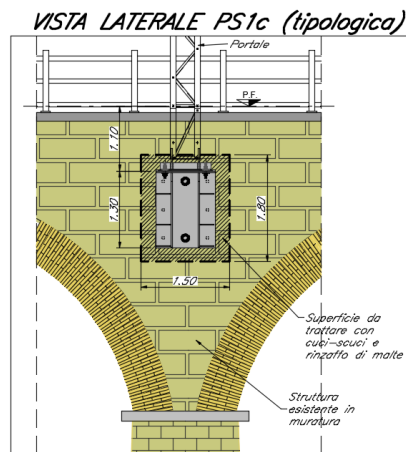 VISTA LATERALE PS1c (tipologica)
Portale
P.F.
1.10
1.30
1.80
1.50
Superficie da
trattare con
cuci-scuci e
rinzaffo di malte
Struttura
esistente in
muratura